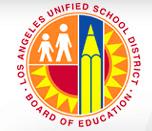 LOS ANGELES UNIFIED SCHOOL DISTRICT
• BOARD OF EDUCATION •